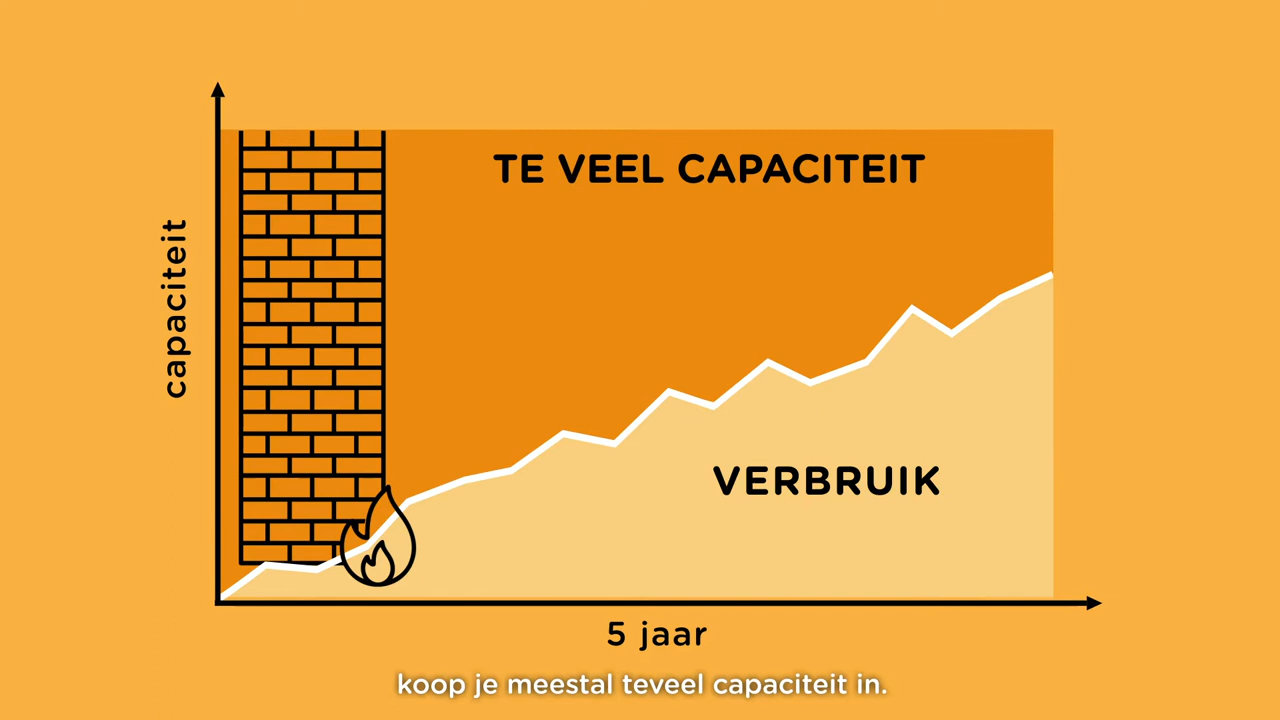 TE VEEL CAPACITEIT
capaciteit
VERBRUIK
5 jaar
koop je meestal teveel capaciteit in.